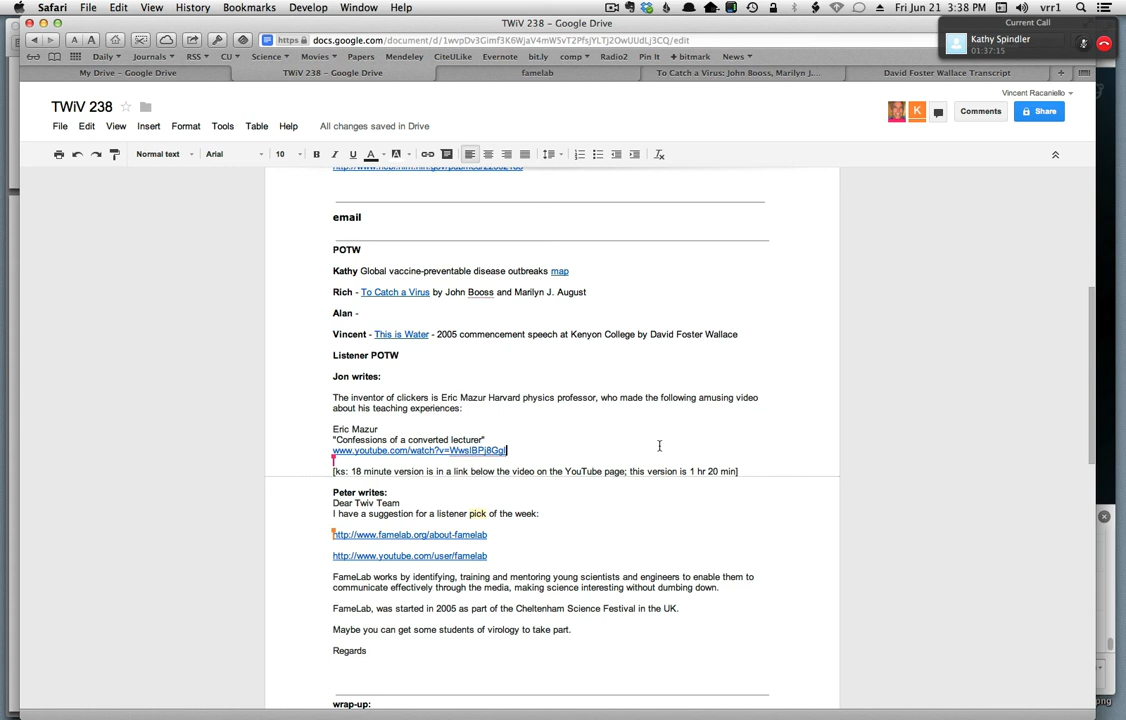 Safari File Edit View History Bookmarks Develop Window Help Fri Jun 21 3:38 PM vrr1
TWiV 238 – Google Drive
Current Call
Kathy Spindler
01:37:15
A A https docs.google.com/document/d/
Daily Journals RSS CU Science Movies Papers Mendeley CiteULike Evernote bit.ly comp Radio2 Pin It + bitmark News
My Drive – Google Drive TWiV 238 – Google Drive famelab To Catch a Virus: John Booss, Marilyn J.... David Foster Wallace Transcript +
Vincent Racaniello
TWiV 238 K Comments Share
File Edit View Insert Format Tools Table Help All changes saved in Drive
Normal text Arial 10 B I U A A
email
POTW
Kathy Global vaccine-preventable disease outbreaks map
Rich - To Catch a Virus by John Booss and Marilyn J. August
Alan -
Vincent - This is Water - 2005 commencement speech at Kenyon College by David Foster Wallace
Listener POTW
Jon writes:
The inventor of clickers is Eric Mazur Harvard physics professor, who made the following amusing video
about his teaching experiences:
Eric Mazur
"Confessions of a converted lecturer"
www.youtube.com/watch?v=WwslBPj8GgI
[ks: 18 minute version is in a link below the video on the YouTube page; this version is 1 hr 20 min]
Peter writes:
Dear Twiv Team
I have a suggestion for a listener pick of the week:
http://www.famelab.org/about-famelab
http://www.youtube.com/user/famelab
FameLab works by identifying, training and mentoring young scientists and engineers to enable them to
communicate effectively through the media, making science interesting without dumbing down.
FameLab, was started in 2005 as part of the Cheltenham Science Festival in the UK.
Maybe you can get some students of virology to take part.
Regards
wrap-up:
png